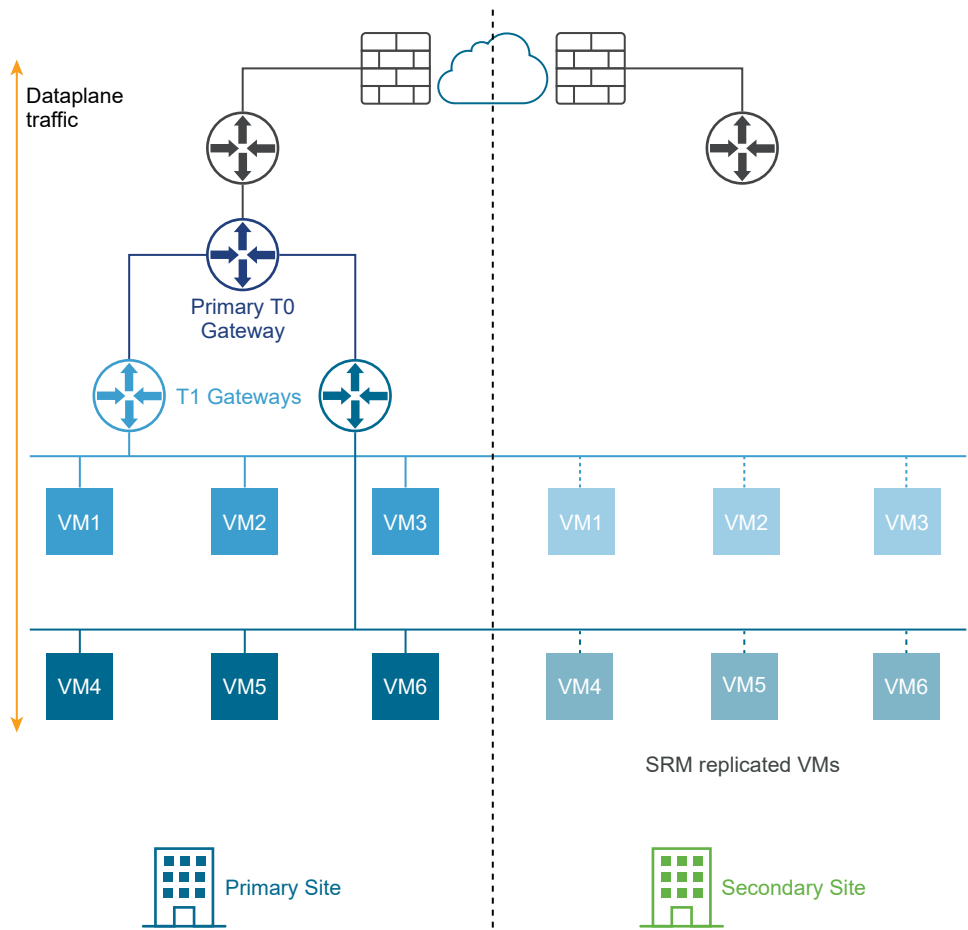 Dataplane
traffic
Primary T0
Gateway
T1 Gateways
VM1 VM2 VM3 VM1 VM2 VM3
VM4 VM5 VM6 VM4 VM5 VM6
SRM replicated VMs
Primary Site Secondary Site